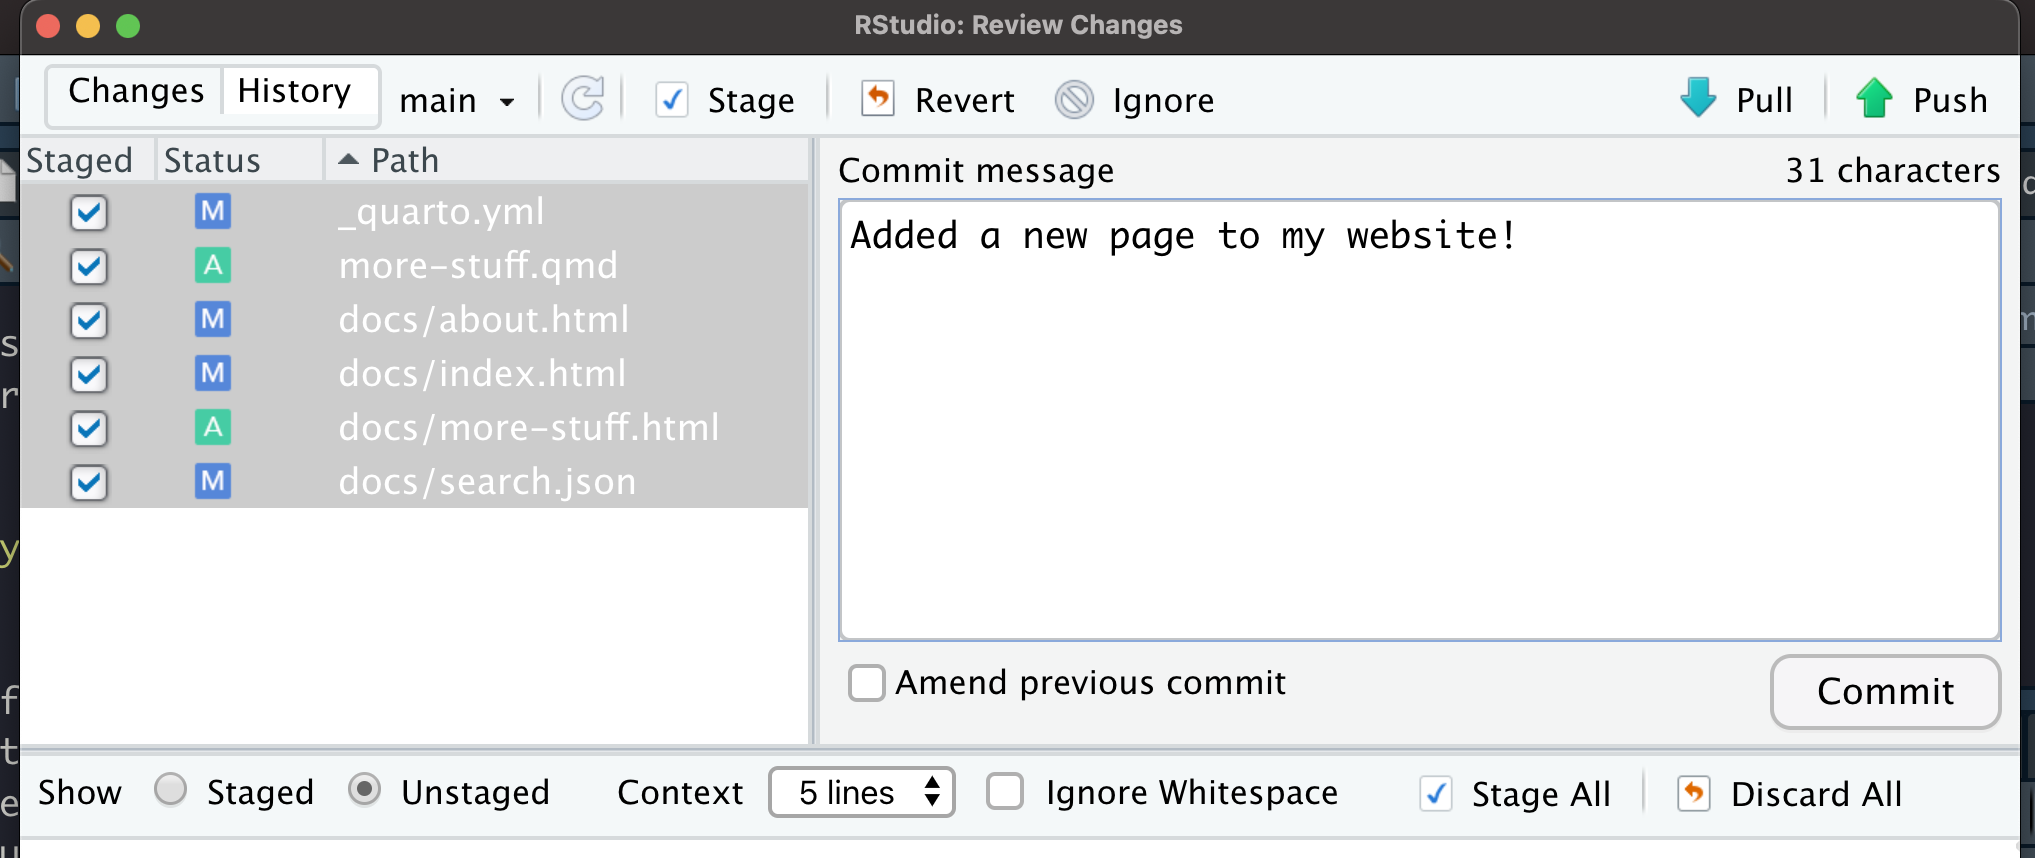 RStudio: Review Changes
Changes History main Stage Revert Ignore Pull Push
Staged Status Path
M _quarto.yml
A more-stuff.qmd
M docs/about.html
M docs/index.html
A docs/more-stuff.html
M docs/search.json
Commit message 31 characters
Added a new page to my website!
Amend previous commit Commit
Show Staged Unstaged Context 5 lines Ignore Whitespace Stage All Discard All